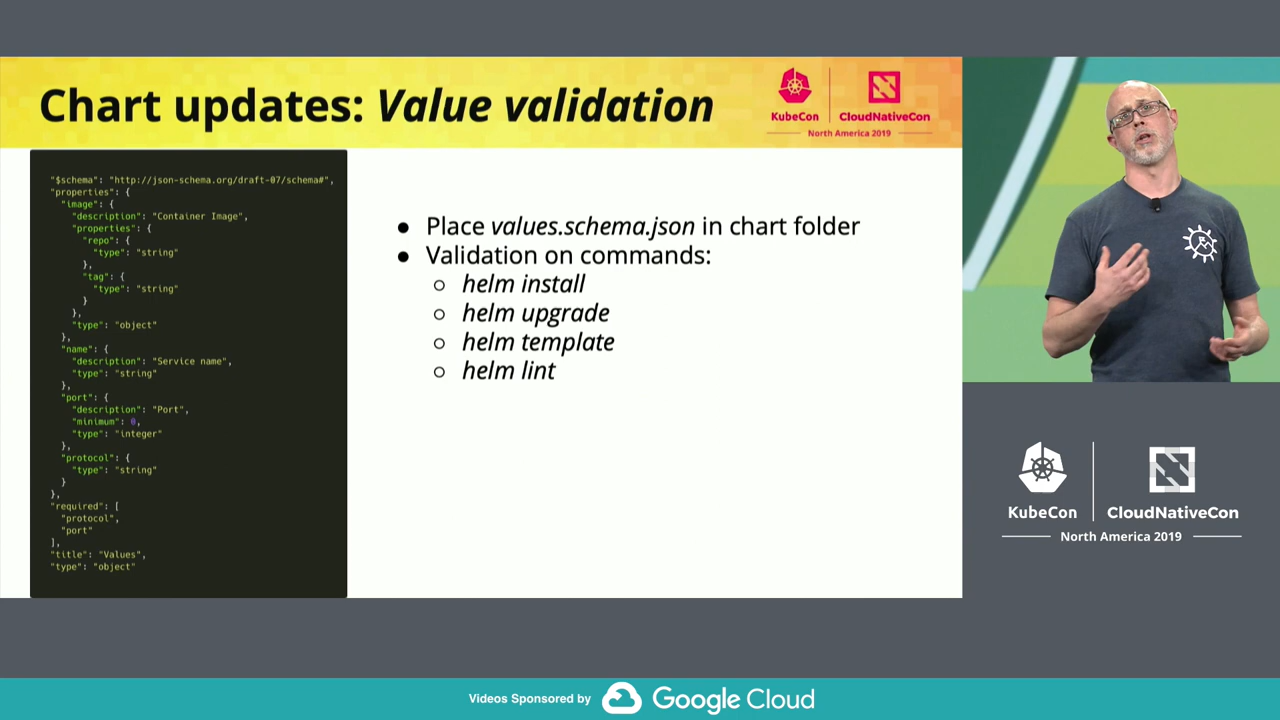 Chart updates: Value validation
KubeCon
CloudNativeCon
North America 2019
"$schema": "http://json-schema.org/draft-07/schema#",
"properties": {
"image": {
"description": "Container Image",
"properties": {
"repo": {
"type": "string"
},
"tag": {
"type": "string"
}
},
"type": "object"
},
"name": {
"description": "Service name",
"type": "string"
},
"port": {
"description": "Port",
"minimum": 0,
"type": "integer"
},
"protocol": {
"type": "string"
}
},
"required": [
"protocol",
"port"
],
"title": "Values",
"type": "object"
● Place values.schema.json in chart folder
● Validation on commands:
○ helm install
○ helm upgrade
○ helm template
○ helm lint
KubeCon
CloudNativeCon
North America 2019
Videos Sponsored by
Google Cloud